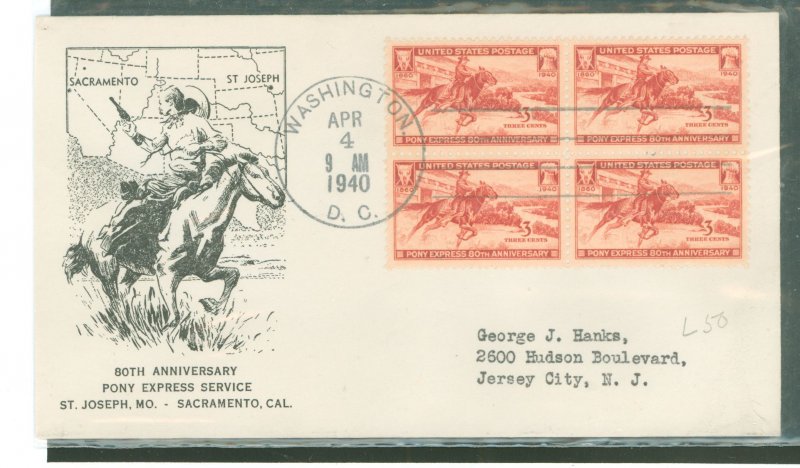 SACRAMENTO
ST JOSEPH
80TH ANNIVERSARY
PONY EXPRESS SERVICE
ST. JOSEPH, MO. - SACRAMENTO, CAL.
WASHINGTON
APR
4
9 AM
1940
D. C.
UNITED STATES POSTAGE
1860 1940
3
THREE CENTS
PONY EXPRESS 80TH ANNIVERSARY
UNITED STATES POSTAGE
1860 1940
3
THREE CENTS
PONY EXPRESS 80TH ANNIVERSARY
UNITED STATES POSTAGE
1860 1940
3
THREE CENTS
PONY EXPRESS 80TH ANNIVERSARY
UNITED STATES POSTAGE
1860 1940
3
THREE CENTS
PONY EXPRESS 80TH ANNIVERSARY
L50
George J. Hanks,
2600 Hudson Boulevard,
Jersey City, N. J.